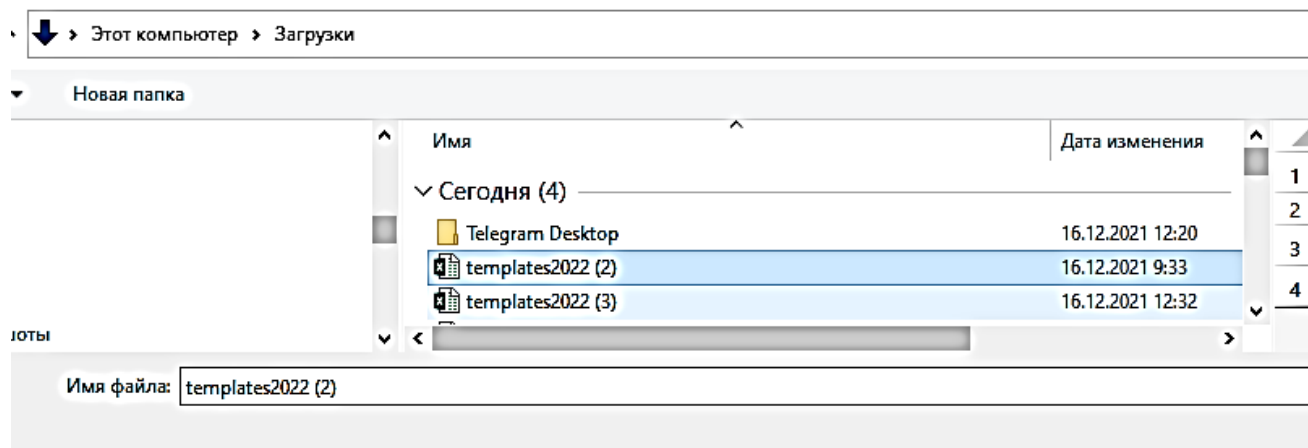 Этот компьютер > Загрузки
Новая папка
Имя
Дата изменения
Сегодня (4)
1
2
3
4
Telegram Desktop 16.12.2021 12:20
templates2022 (2) 16.12.2021 9:33
templates2022 (3) 16.12.2021 12:32
юты
Имя файла: templates2022 (2)